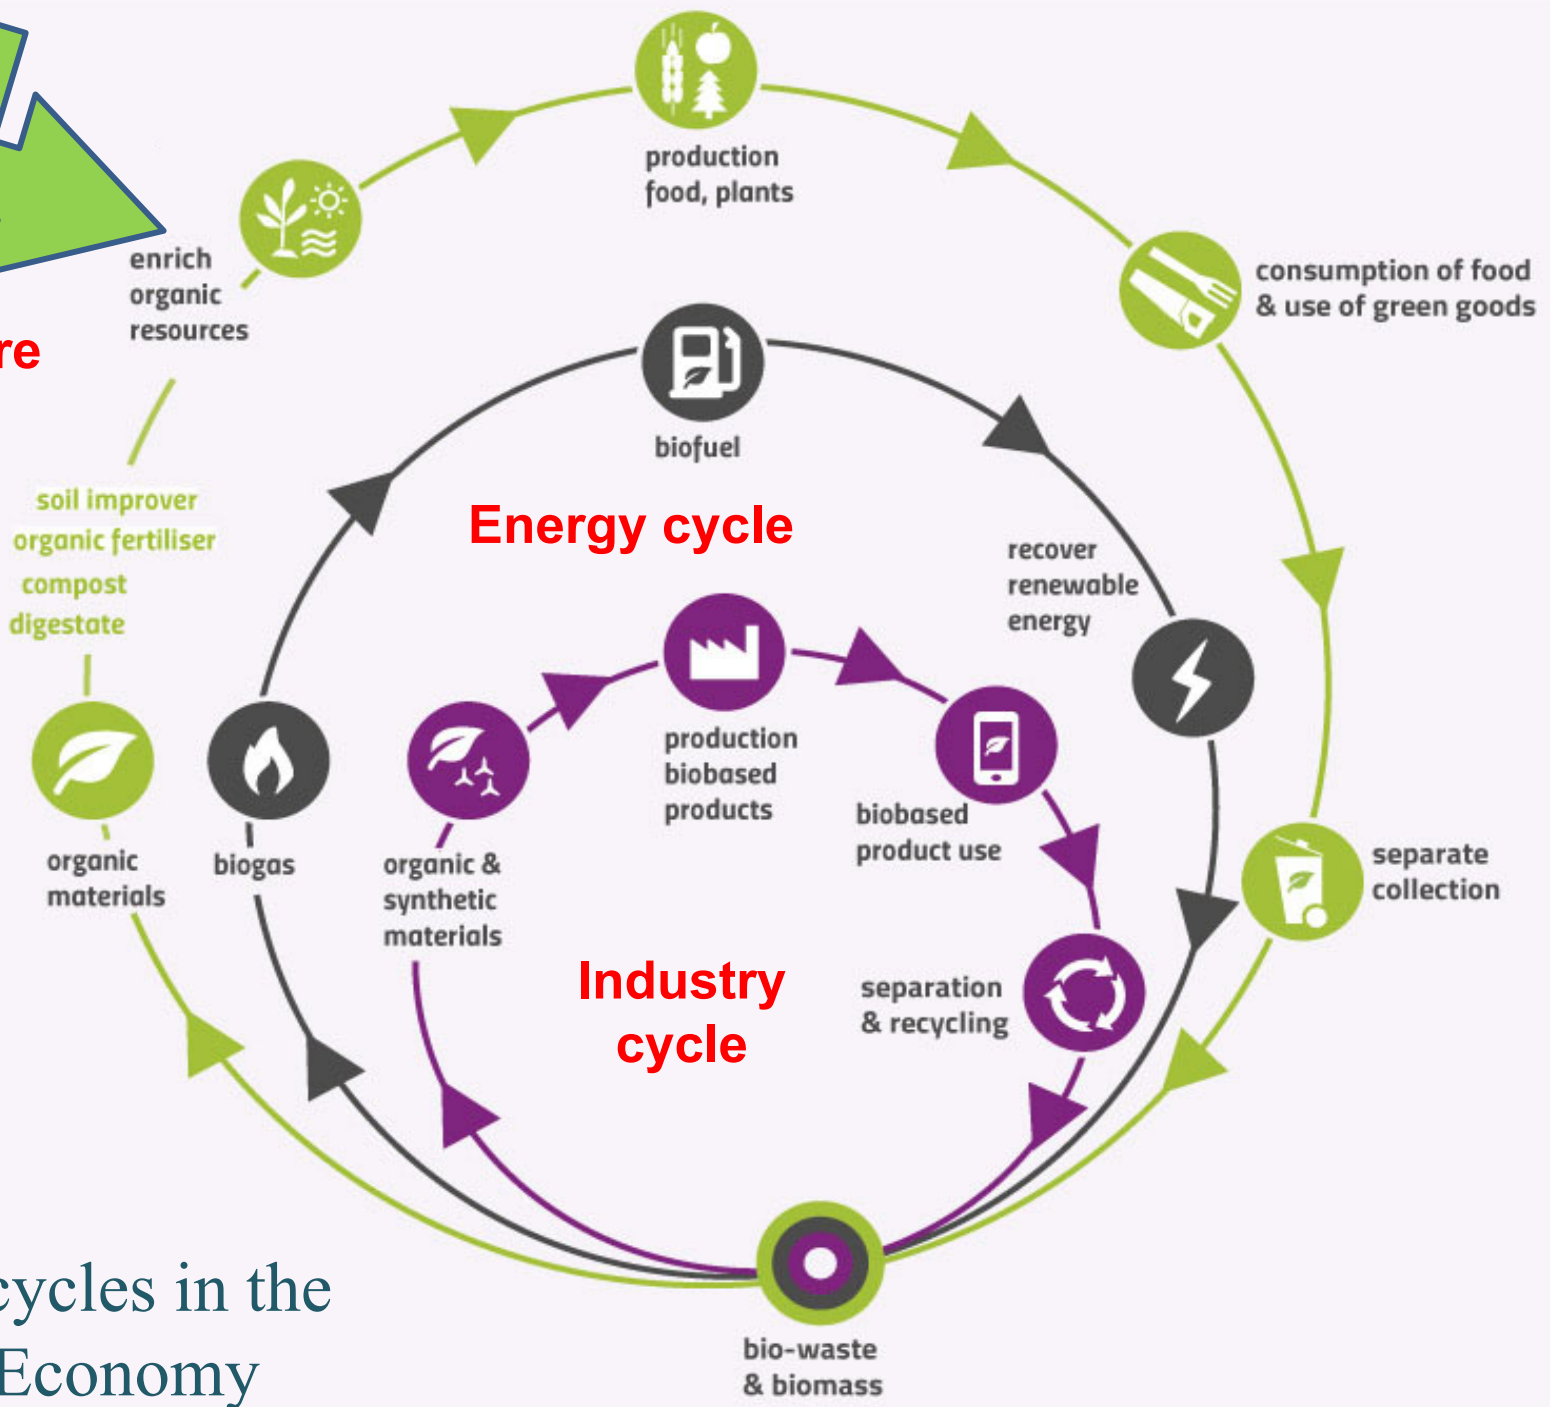 production
food, plants
enrich
organic
resources
consumption of food
& use of green goods
re
biofuel
soil improver
organic fertiliser
compost
digestate
Energy cycle
recover
renewable
energy
production
biobased
products
biobased
product use
organic
materials
biogas
organic &
synthetic
materials
separate
collection
Industry
cycle
separation
& recycling
cycles in the
Economy
bio-waste
& biomass